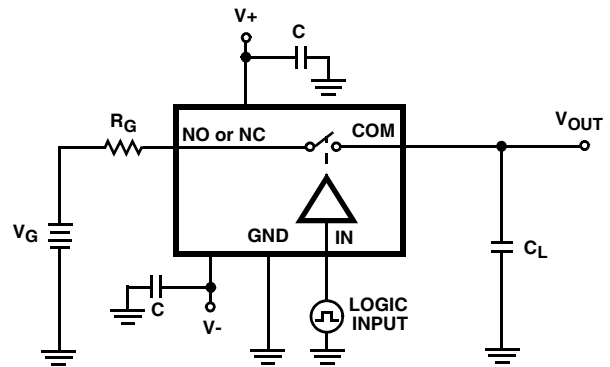 V+
C
RG
NO or NC
COM
VOUT
VG
GND
IN
CL
C
V-
LOGIC
INPUT